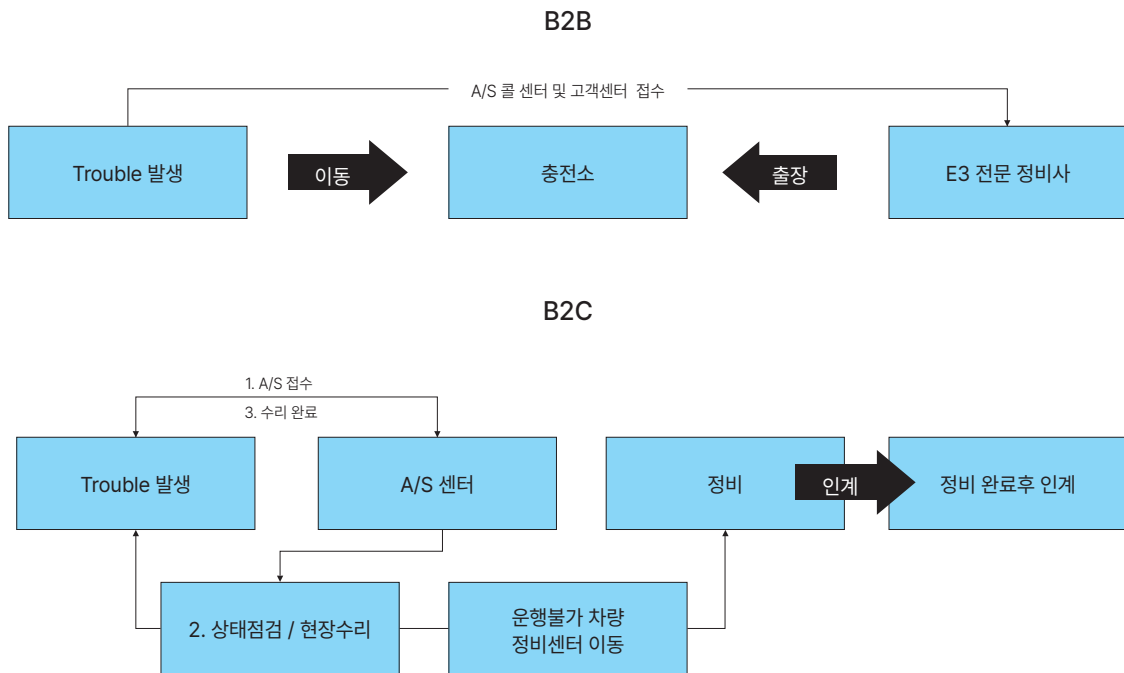 B2B
A/S 콜 센터 및 고객센터 접수
Trouble 발생
이동
충전소
출장
E3 전문 정비사
B2C
1. A/S 접수
3. 수리 완료
Trouble 발생
A/S 센터
정비
인계
정비 완료후 인계
2. 상태점검 / 현장수리
운행불가 차량
정비센터 이동